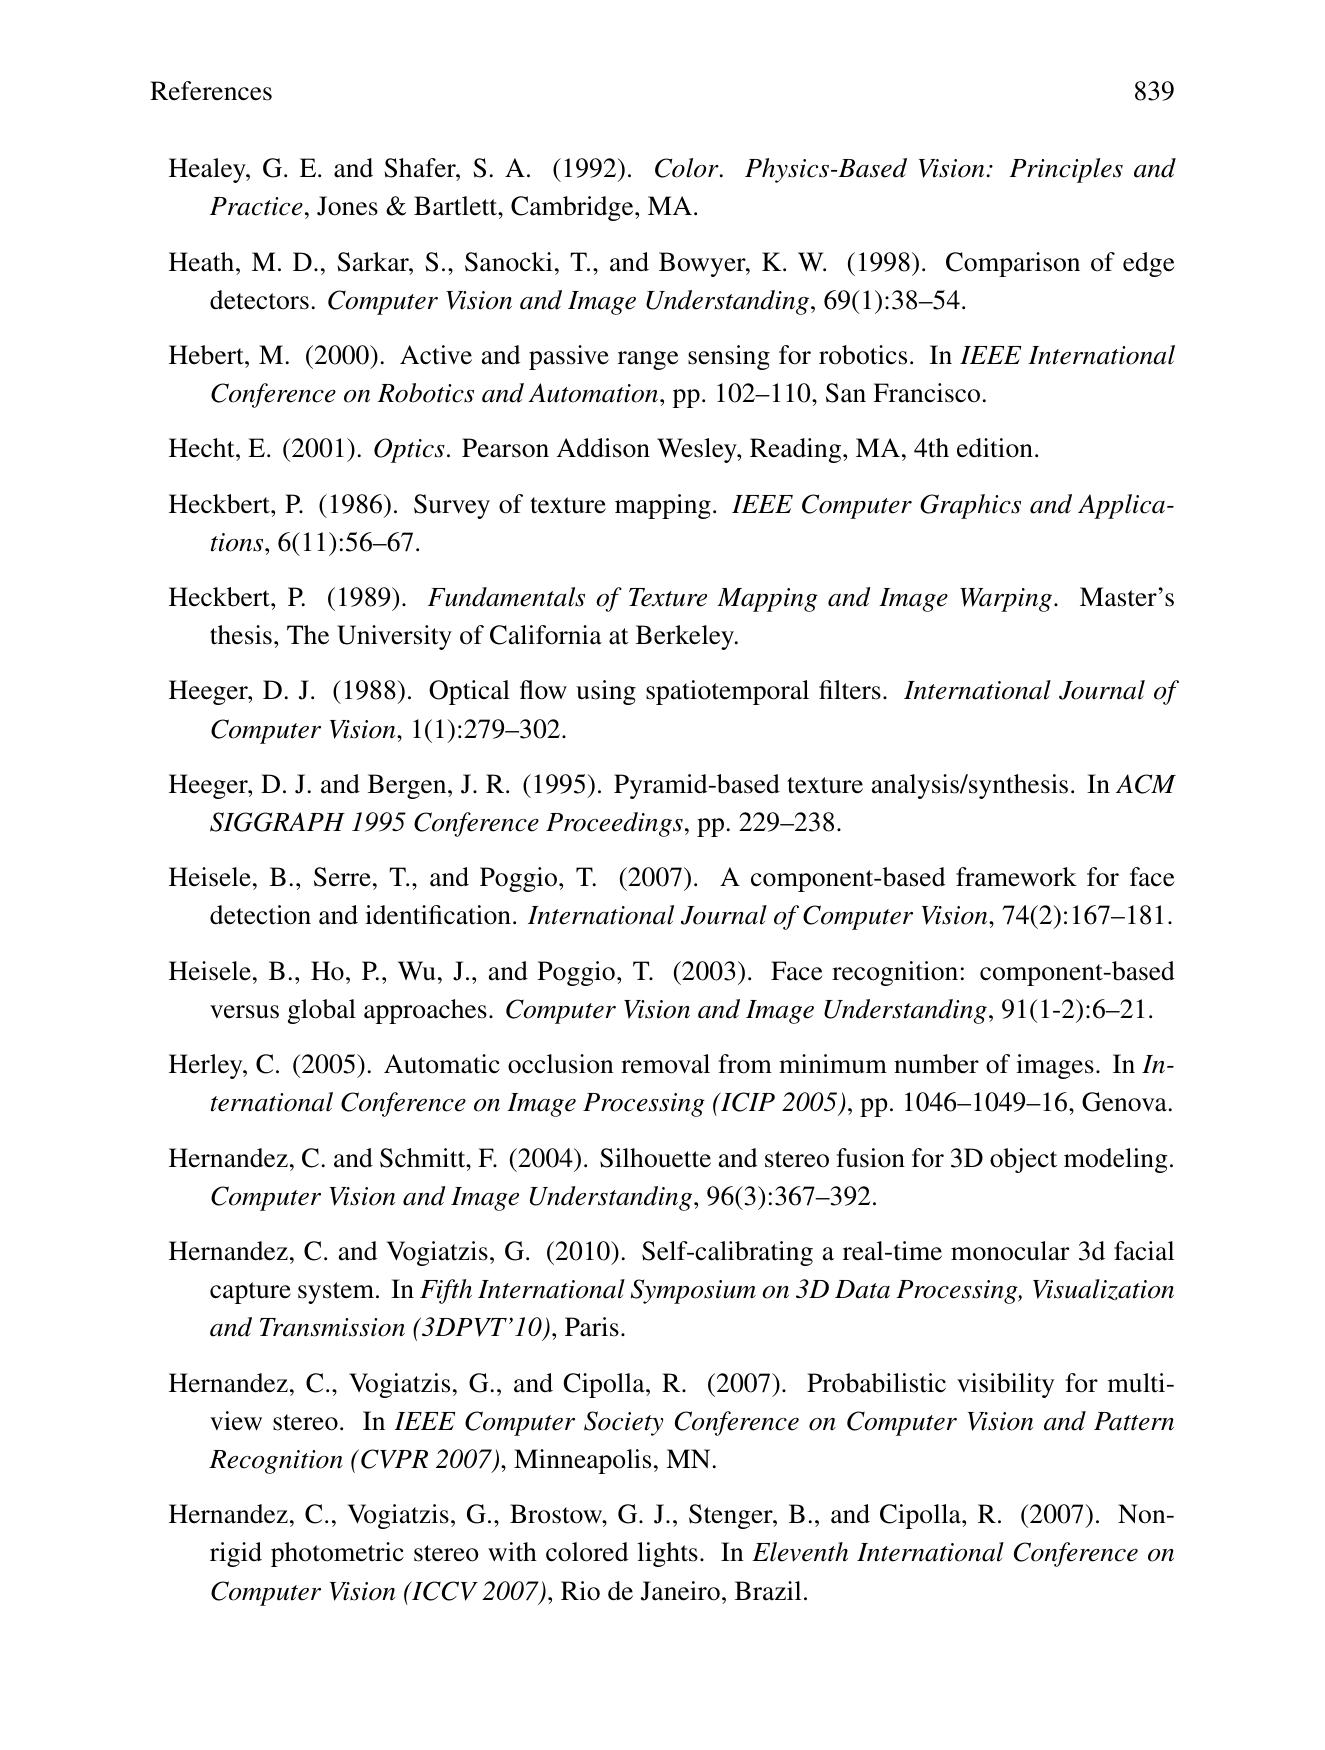 References 839
Healey, G. E. and Shafer, S. A. (1992). Color. Physics-Based Vision: Principles and
Practice, Jones & Bartlett, Cambridge, MA.
Heath, M. D., Sarkar, S., Sanocki, T., and Bowyer, K. W. (1998). Comparison of edge
detectors. Computer Vision and Image Understanding, 69(1):38–54.
Hebert, M. (2000). Active and passive range sensing for robotics. In IEEE International
Conference on Robotics and Automation, pp. 102–110, San Francisco.
Hecht, E. (2001). Optics. Pearson Addison Wesley, Reading, MA, 4th edition.
Heckbert, P. (1986). Survey of texture mapping. IEEE Computer Graphics and Applica-
tions, 6(11):56–67.
Heckbert, P. (1989). Fundamentals of Texture Mapping and Image Warping. Master’s
thesis, The University of California at Berkeley.
Heeger, D. J. (1988). Optical flow using spatiotemporal filters. International Journal of
Computer Vision, 1(1):279–302.
Heeger, D. J. and Bergen, J. R. (1995). Pyramid-based texture analysis/synthesis. In ACM
SIGGRAPH 1995 Conference Proceedings, pp. 229–238.
Heisele, B., Serre, T., and Poggio, T. (2007). A component-based framework for face
detection and identification. International Journal of Computer Vision, 74(2):167–181.
Heisele, B., Ho, P., Wu, J., and Poggio, T. (2003). Face recognition: component-based
versus global approaches. Computer Vision and Image Understanding, 91(1-2):6–21.
Herley, C. (2005). Automatic occlusion removal from minimum number of images. In In-
ternational Conference on Image Processing (ICIP 2005), pp. 1046–1049–16, Genova.
Hernandez, C. and Schmitt, F. (2004). Silhouette and stereo fusion for 3D object modeling.
Computer Vision and Image Understanding, 96(3):367–392.
Hernandez, C. and Vogiatzis, G. (2010). Self-calibrating a real-time monocular 3d facial
capture system. In Fifth International Symposium on 3D Data Processing, Visualization
and Transmission (3DPVT’10), Paris.
Hernandez, C., Vogiatzis, G., and Cipolla, R. (2007). Probabilistic visibility for multi-
view stereo. In IEEE Computer Society Conference on Computer Vision and Pattern
Recognition (CVPR 2007), Minneapolis, MN.
Hernandez, C., Vogiatzis, G., Brostow, G. J., Stenger, B., and Cipolla, R. (2007). Non-
rigid photometric stereo with colored lights. In Eleventh International Conference on
Computer Vision (ICCV 2007), Rio de Janeiro, Brazil.